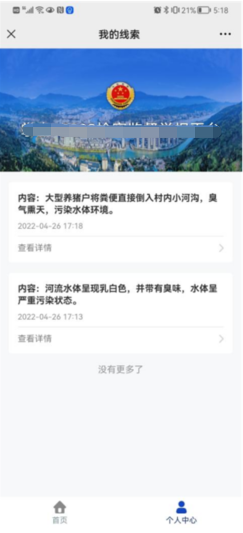 21% 5:18
我的线索
内容：大型养猪户将粪便直接倒入村内小河沟，臭
气熏天，污染水体环境。
2022-04-26 17:18
查看详情
内容：河流水体呈现乳白色，并带有臭味，水体呈
严重污染状态。
2022-04-26 17:13
查看详情
没有更多了
首页
个人中心